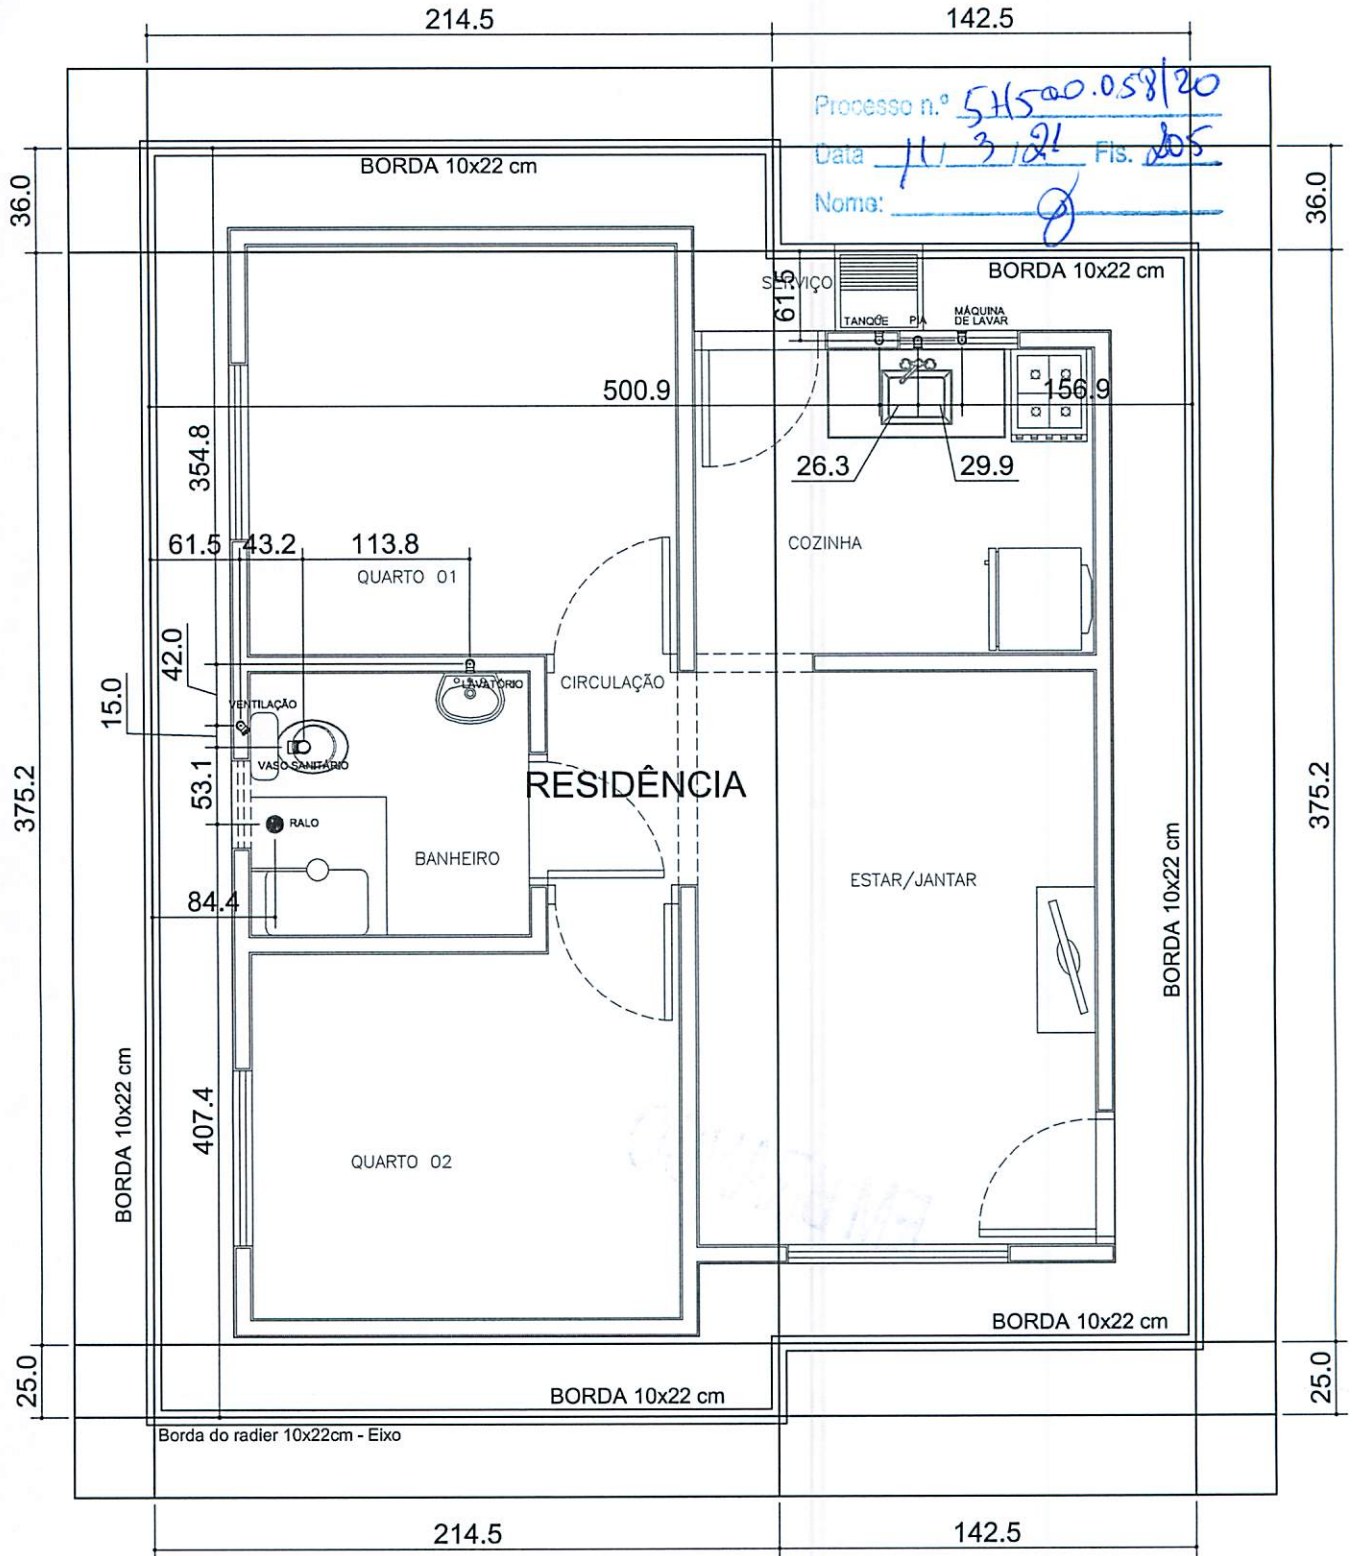 214.5
142.5
Processo n.º 5H500.058/20
Data 11/ 3 /21 Fls. 205
Nome:
BORDA 10x22 cm
36.0
36.0
BORDA 10x22 cm
SERVIÇO
61.5
TANQUE
PIA
MÁQUINA
DE LAVAR
500.9
156.9
354.8
26.3
29.9
61.5
43.2
113.8
COZINHA
QUARTO 01
42.0
15.0
CIRCULAÇÃO
LAVATÓRIO
VENTILAÇÃO
VASO SANITÁRIO
53.1
RESIDÊNCIA
375.2
375.2
RALO
BANHEIRO
ESTAR/JANTAR
84.4
BORDA 10x22 cm
BORDA 10x22 cm
407.4
QUARTO 02
BORDA 10x22 cm
25.0
25.0
BORDA 10x22 cm
Borda do radier 10x22cm - Eixo
214.5
142.5